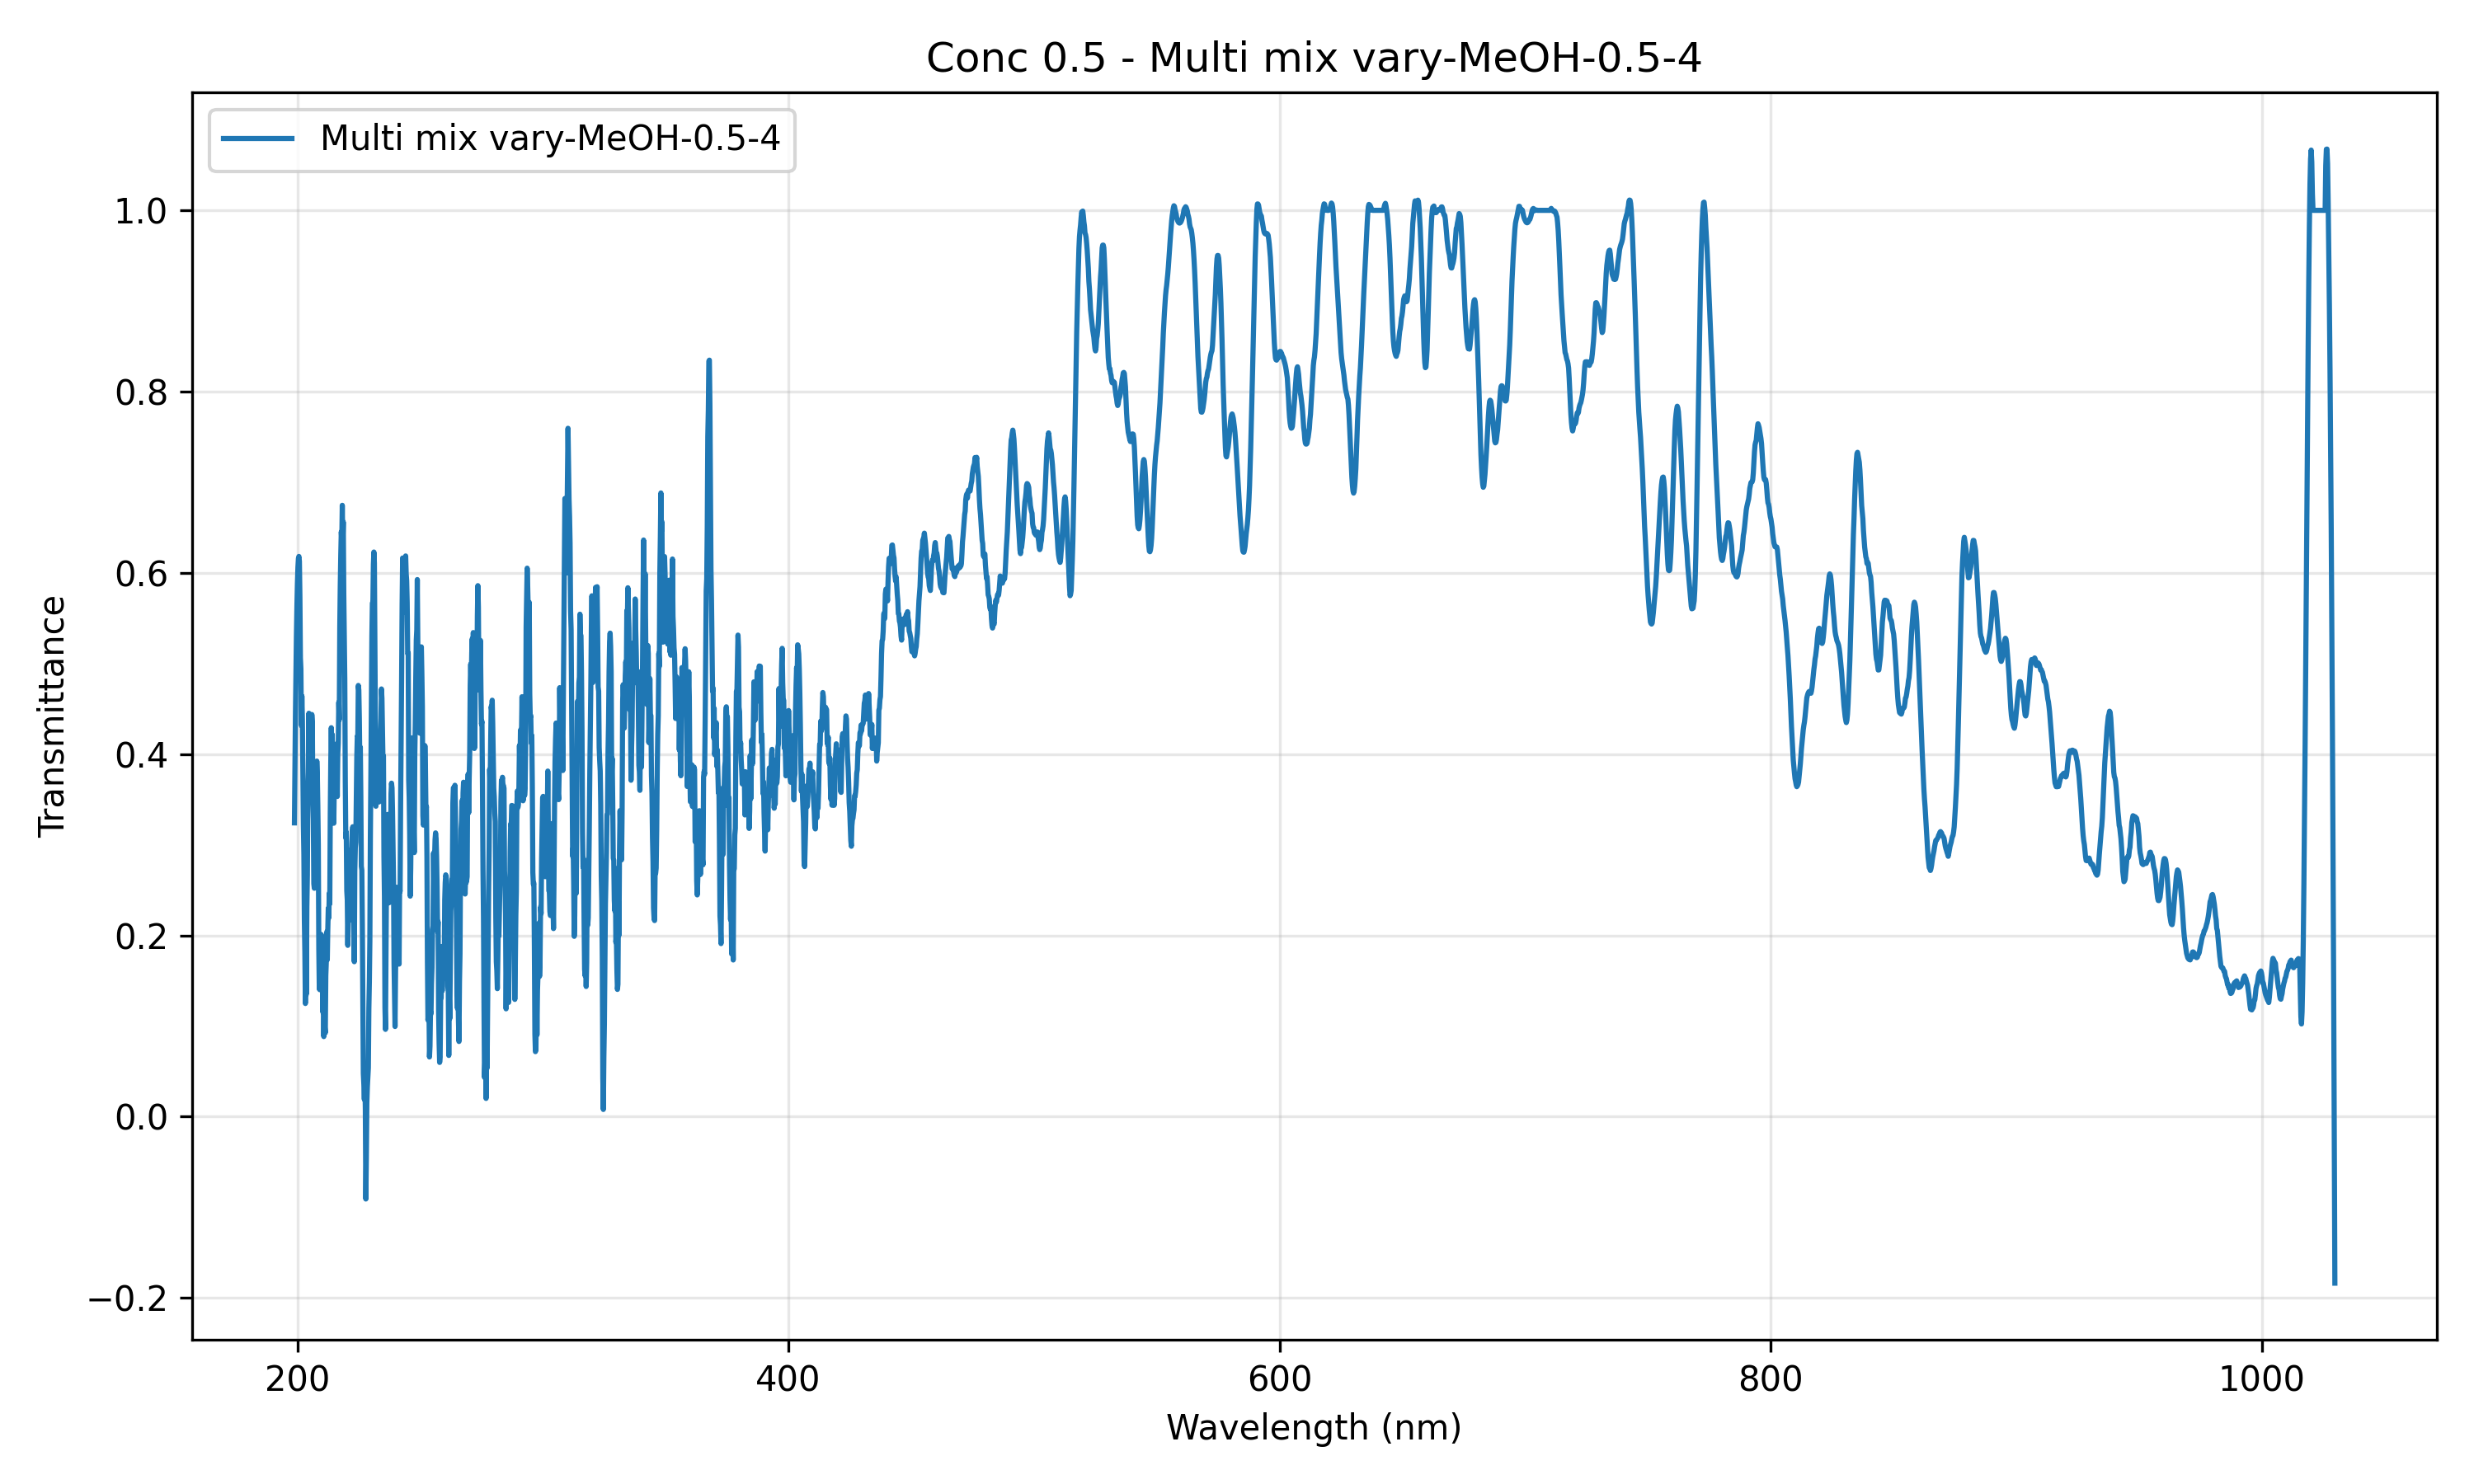 Conc 0.5 - Multi mix vary-MeOH-0.5-4
Multi mix vary-MeOH-0.5-4
Transmittance
1.0
0.8
0.6
0.4
0.2
0.0
−0.2
200 400 600 800 1000
Wavelength (nm)